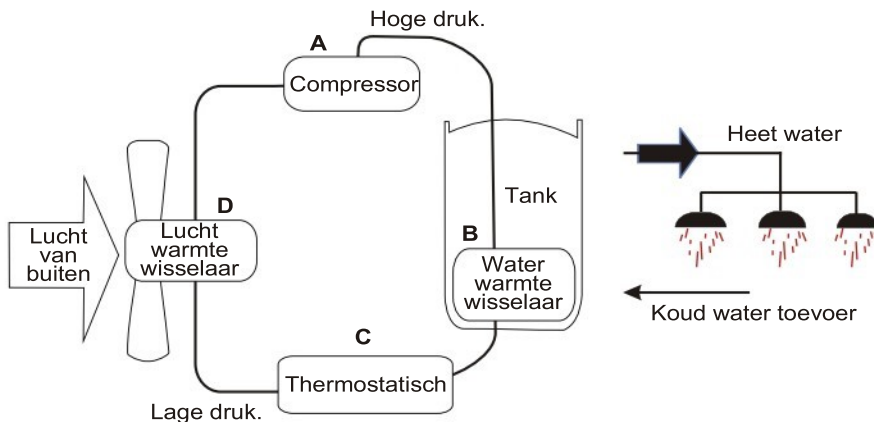 Hoge druk.
A
Compressor
Heet water
Tank
D
Lucht
warmte
wisselaar
Lucht
van
buiten
B
Water
warmte
wisselaar
Koud water toevoer
C
Thermostatisch
Lage druk.